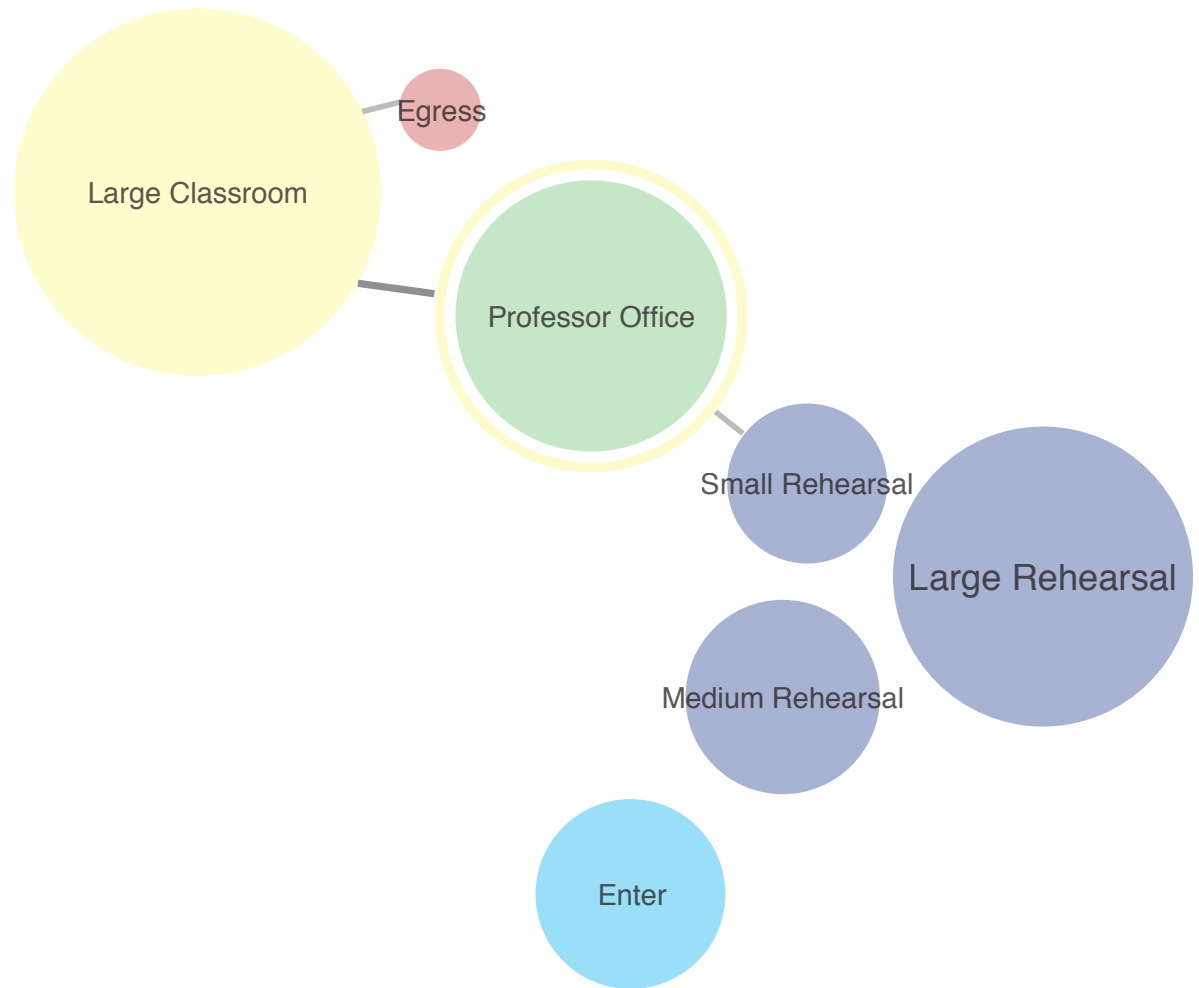 Egress
Large Classroom
Professor Office
Small Rehearsal
Large Rehearsal
Medium Rehearsal
Enter